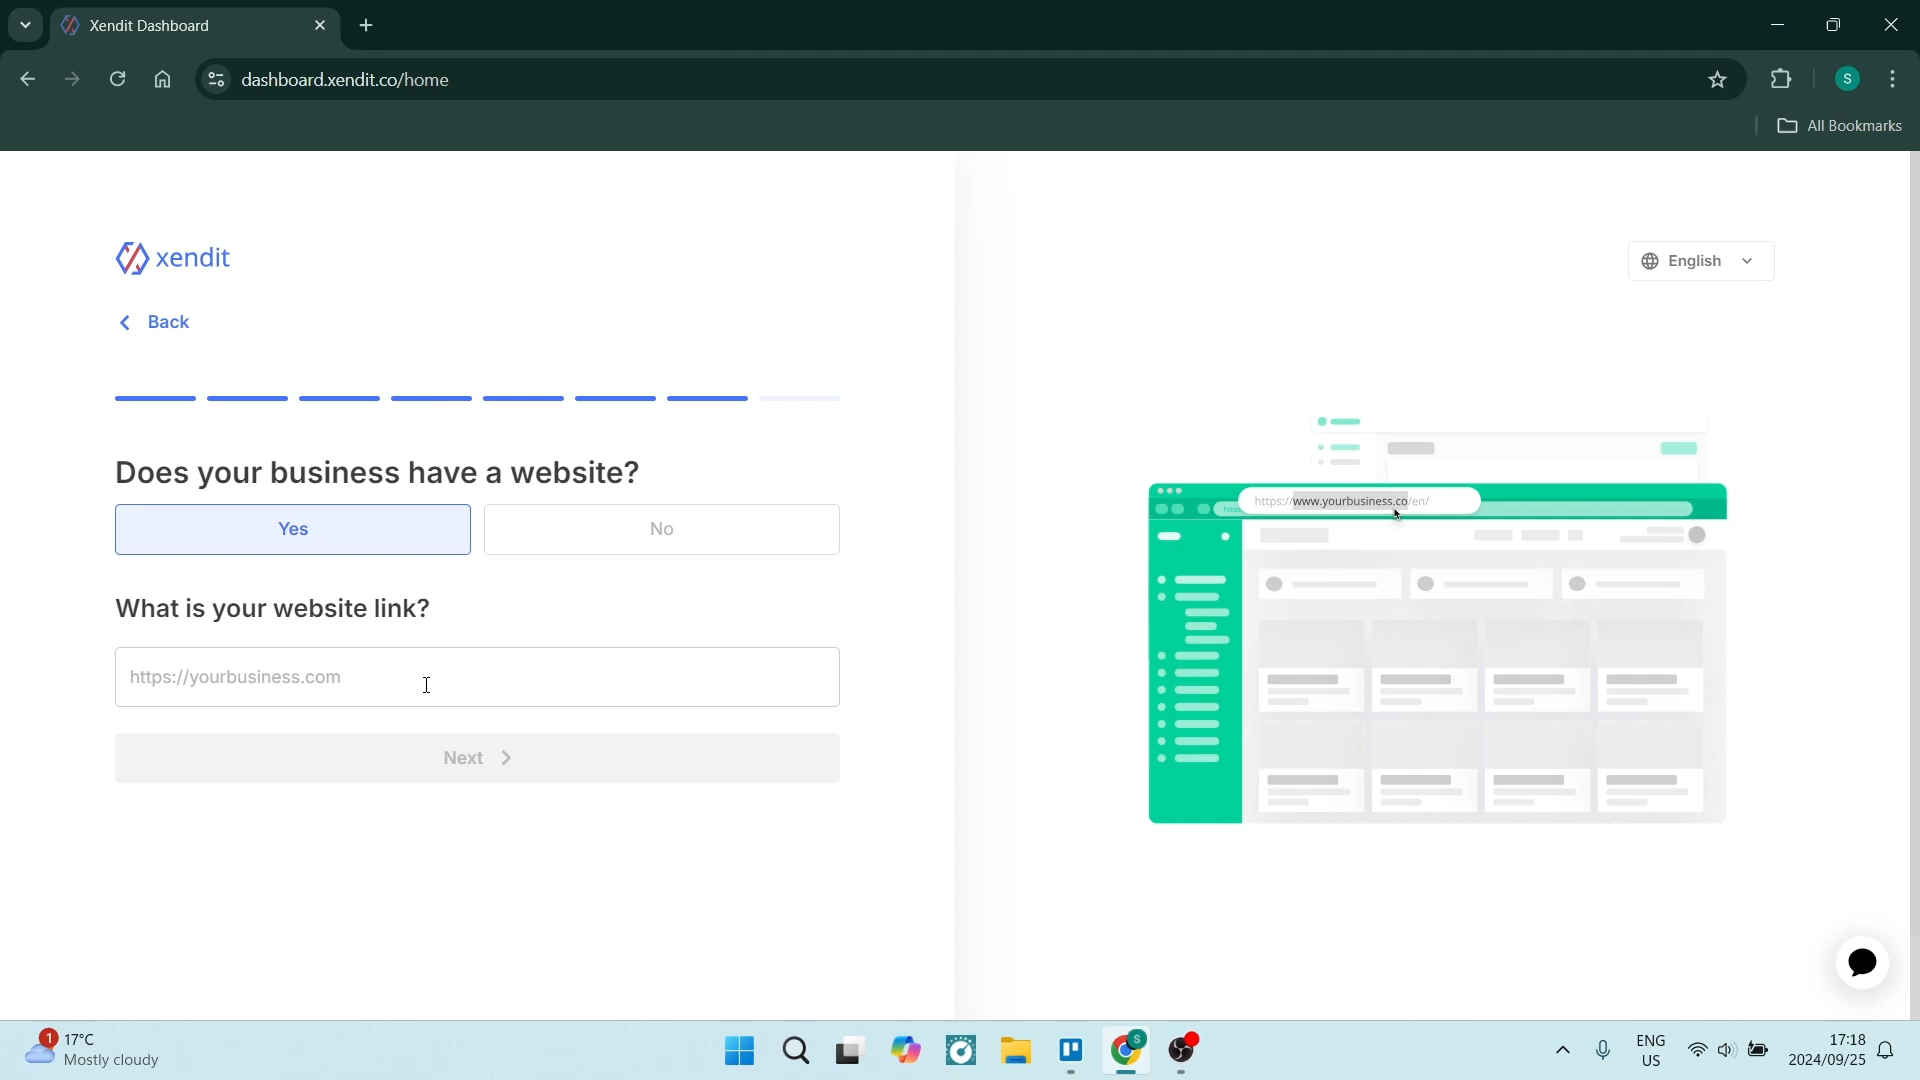 Xendit Dashboard
dashboard.xendit.co/home
S
All Bookmarks
xendit
English
Back
Does your business have a website?
Yes
No
What is your website link?
https://yourbusiness.com
Next
https://www.yourbusiness.co/en/
1
17°C
Mostly cloudy
S
ENG
US
17:18
2024/09/25